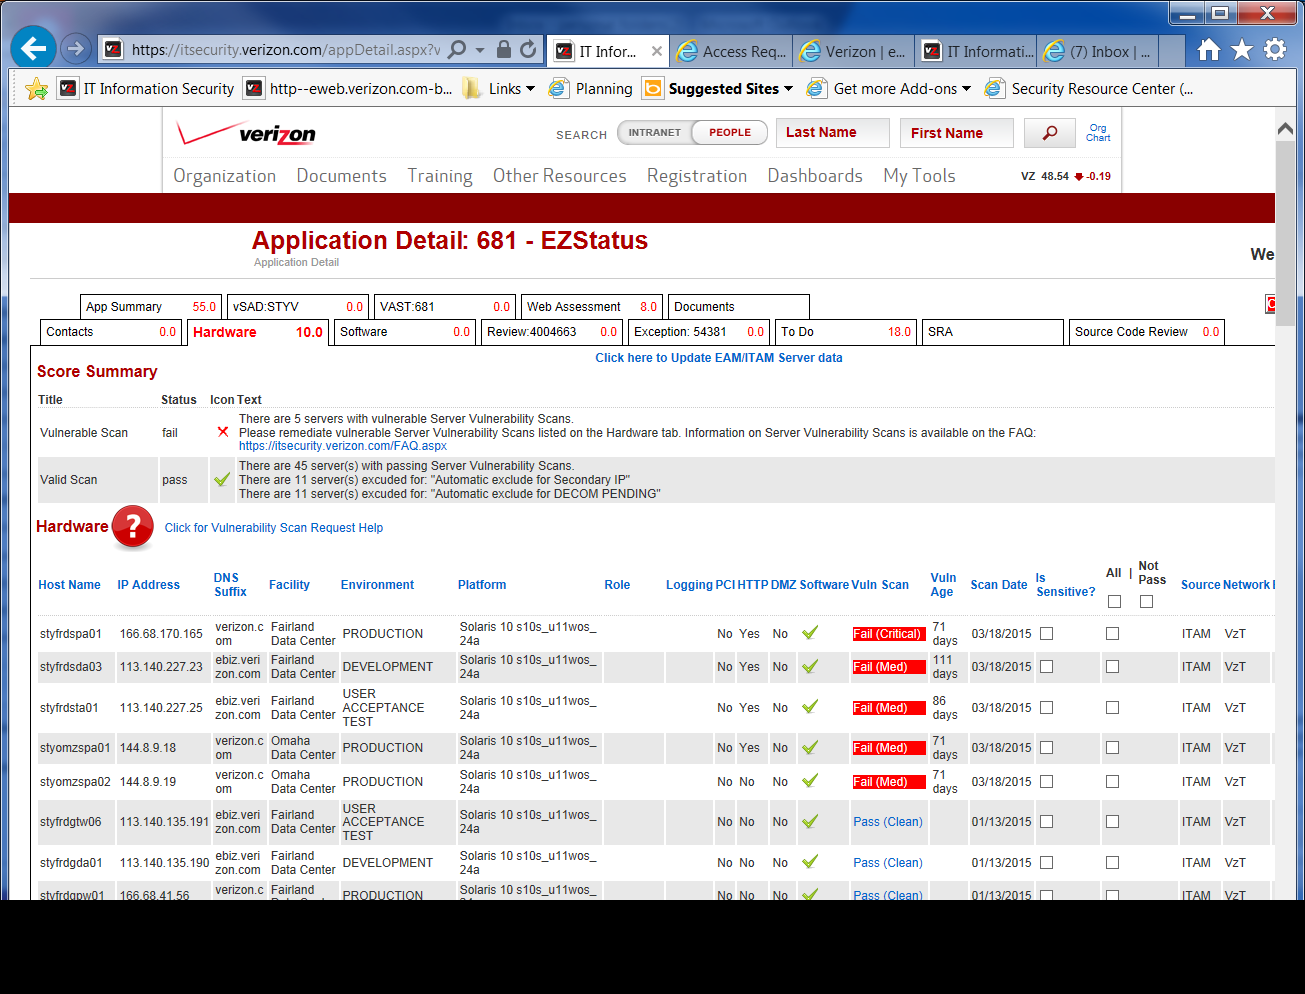 https://itsecurity.verizon.com/appDetail.aspx?v
IT Infor...
Access Req...
Verizon | e...
IT Informati...
(7) Inbox | ...
IT Information Security
http--eweb.verizon.com-b...
Links
Planning
Suggested Sites
Get more Add-ons
Security Resource Center (...
verizon
SEARCH INTRANET PEOPLE Last Name First Name Org Chart
Organization Documents Training Other Resources Registration Dashboards My Tools VZ 48.54 -0.19
Application Detail: 681 - EZStatus
Application Detail
We
App Summary 55.0 vSAD:STYV 0.0 VAST:681 0.0 Web Assessment 8.0 Documents
Contacts 0.0 Hardware 10.0 Software 0.0 Review:4004663 0.0 Exception: 54381 0.0 To Do 18.0 SRA Source Code Review 0.0
Click here to Update EAM/ITAM Server data
Score Summary
Title Status Icon Text
There are 5 servers with vulnerable Server Vulnerability Scans.
Vulnerable Scan fail Please remediate vulnerable Server Vulnerability Scans listed on the Hardware tab. Information on Server Vulnerability Scans is available on the FAQ:
https://itsecurity.verizon.com/FAQ.aspx
There are 45 server(s) with passing Server Vulnerability Scans.
Valid Scan pass There are 11 server(s) excuded for: "Automatic exclude for Secondary IP"
There are 11 server(s) excuded for: "Automatic exclude for DECOM PENDING"
Hardware ? Click for Vulnerability Scan Request Help
Host Name IP Address DNS Suffix Facility Environment Platform Role Logging PCI HTTP DMZ Software Vuln Scan Vuln Age Scan Date Is Sensitive? All | Not Pass Source Network
styfrdspa01 166.68.170.165 verizon.com Fairland Data Center PRODUCTION Solaris 10 s10s_u11wos_24a No Yes No Fail (Critical) 71 days 03/18/2015 ITAM VzT
styfrdsda03 113.140.227.23 ebiz.verizon.com Fairland Data Center DEVELOPMENT Solaris 10 s10s_u11wos_24a No Yes No Fail (Med) 111 days 03/18/2015 ITAM VzT
styfrdsta01 113.140.227.25 ebiz.verizon.com Fairland Data Center USER ACCEPTANCE TEST Solaris 10 s10s_u11wos_24a No Yes No Fail (Med) 86 days 03/18/2015 ITAM VzT
styomzspa01 144.8.9.18 verizon.com Omaha Data Center PRODUCTION Solaris 10 s10s_u11wos_24a No Yes No Fail (Med) 71 days 03/18/2015 ITAM VzT
styomzspa02 144.8.9.19 verizon.com Omaha Data Center PRODUCTION Solaris 10 s10s_u11wos_24a No No No Fail (Med) 71 days 03/18/2015 ITAM VzT
styfrdgtw06 113.140.135.191 ebiz.verizon.com Fairland Data Center USER ACCEPTANCE TEST Solaris 10 s10s_u11wos_24a No No No Pass (Clean) 01/13/2015 ITAM VzT
styfrdgda01 113.140.135.190 ebiz.verizon.com Fairland Data Center DEVELOPMENT Solaris 10 s10s_u11wos_24a No No No Pass (Clean) 01/13/2015 ITAM VzT
styfrdgpw01 166.68.41.56 verizon.c Fairland PRODUCTION Solaris 10 s10s_u11wos_ No No No Pass (Clean) 01/13/2015 ITAM VzT